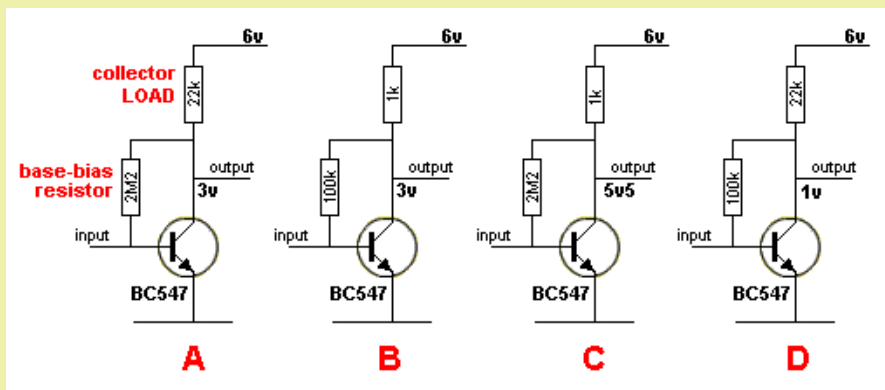 6v 6v 6v 6v
collector
LOAD
22k 1k 1k 22k
base-bias
resistor
2M2 100k 2M2 100k
output output output output
3v 3v 5v5 1v
input input input input
BC547 BC547 BC547 BC547
A B C D